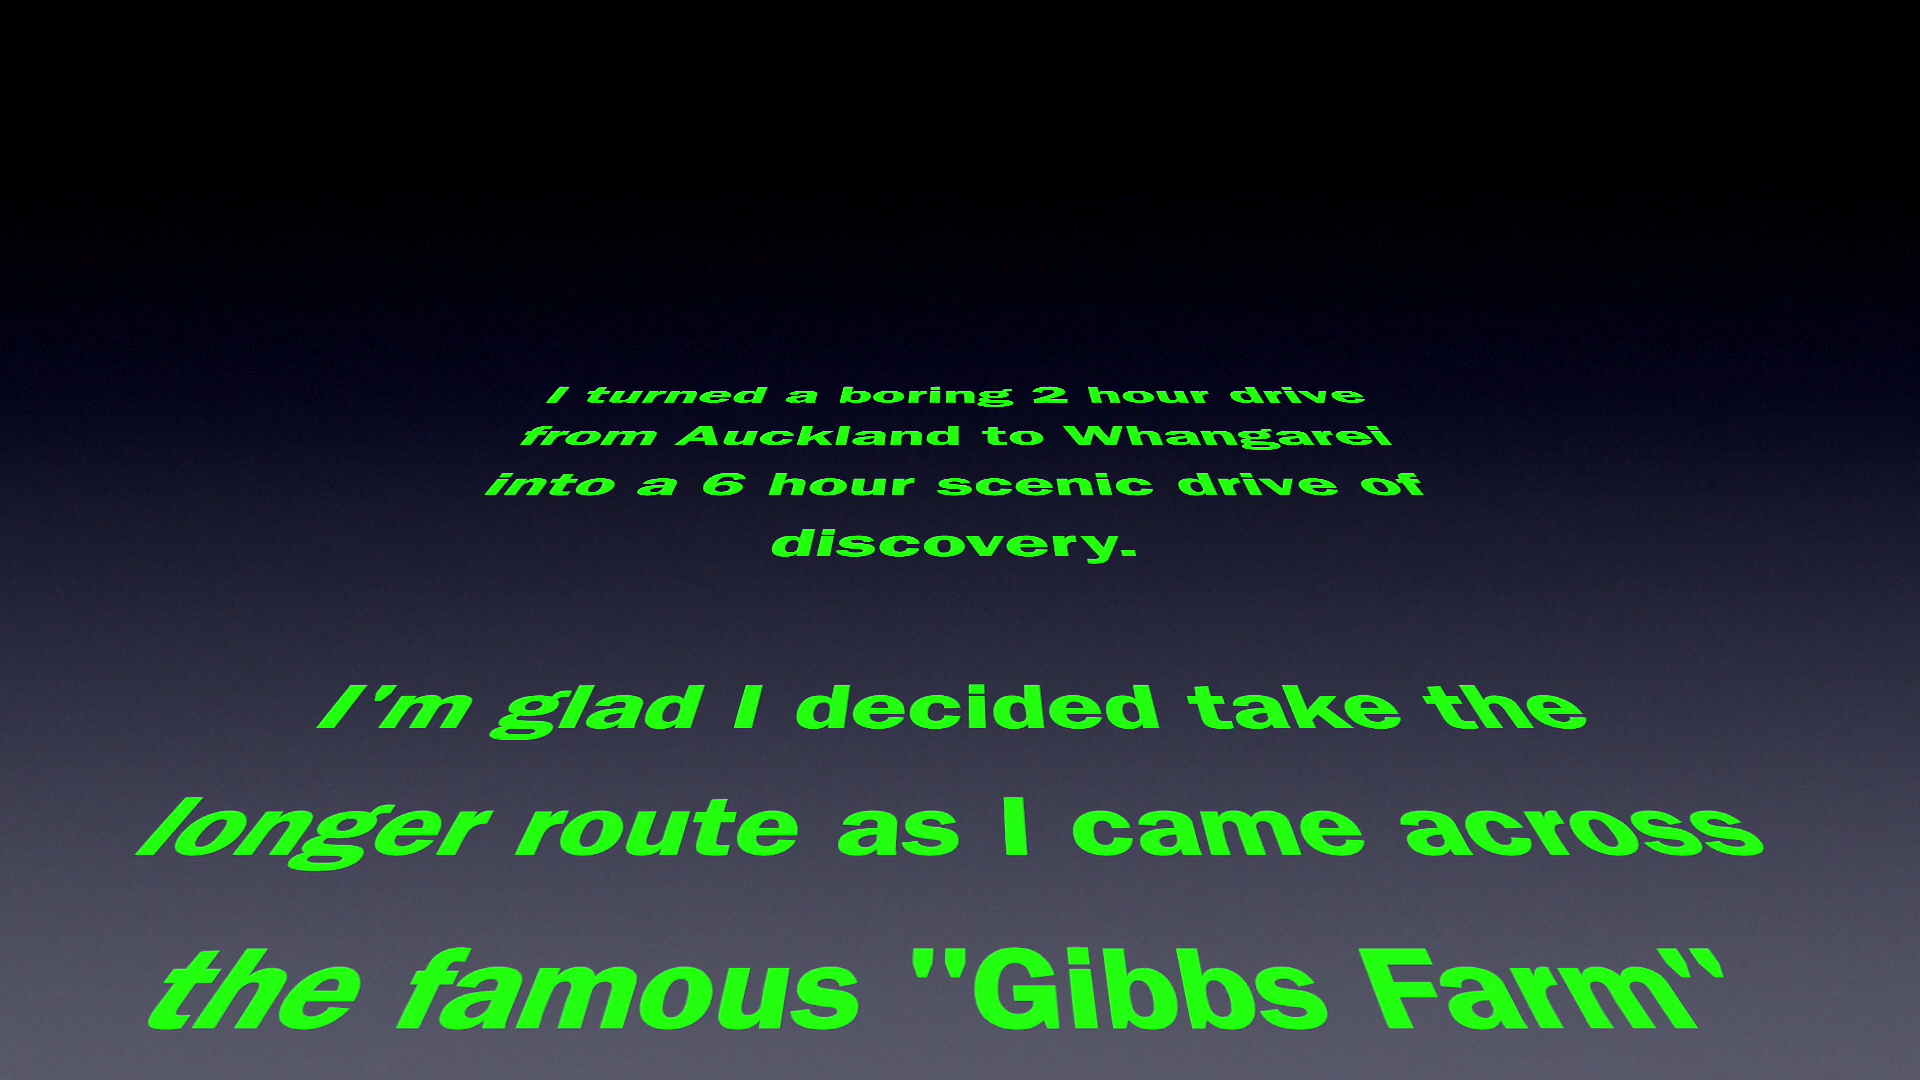 I turned a boring 2 hour drive
from Auckland to Whangarei
into a 6 hour scenic drive of
discovery.
I'm glad I decided take the
longer route as I came across
the famous "Gibbs Farm"